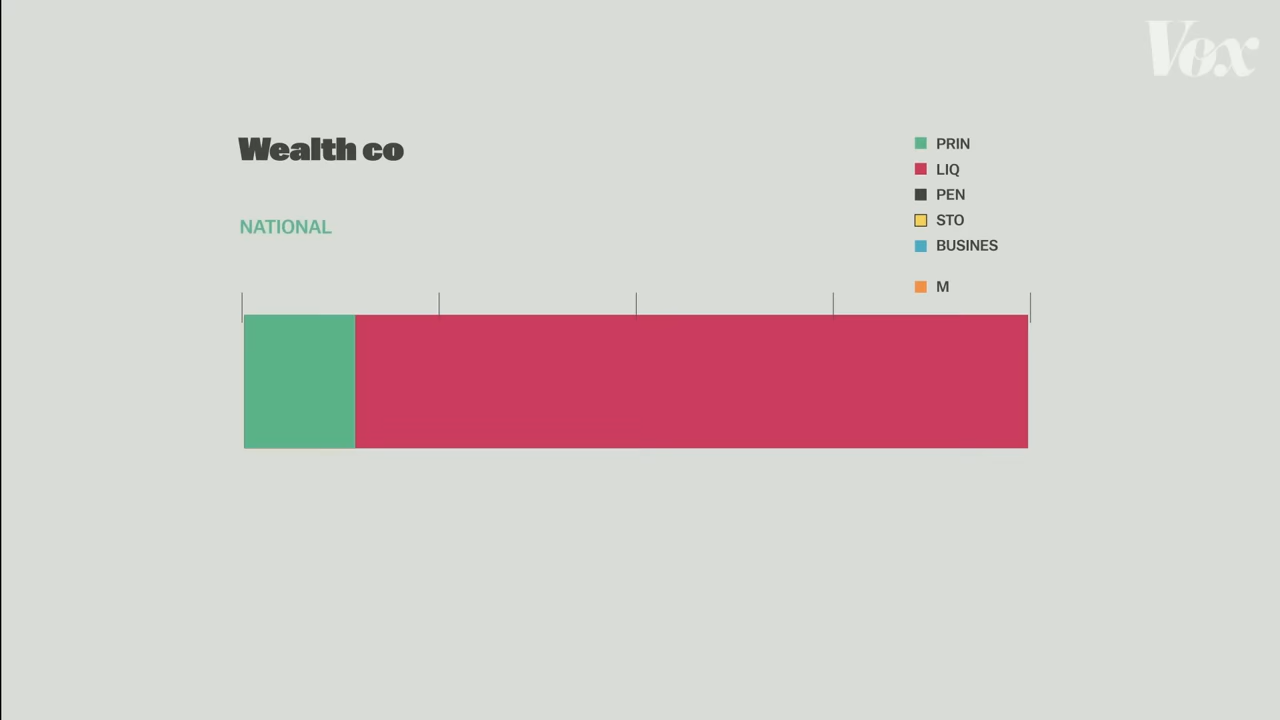 Vox
Wealth co
NATIONAL
PRIN
LIQ
PEN
STO
BUSINES
M